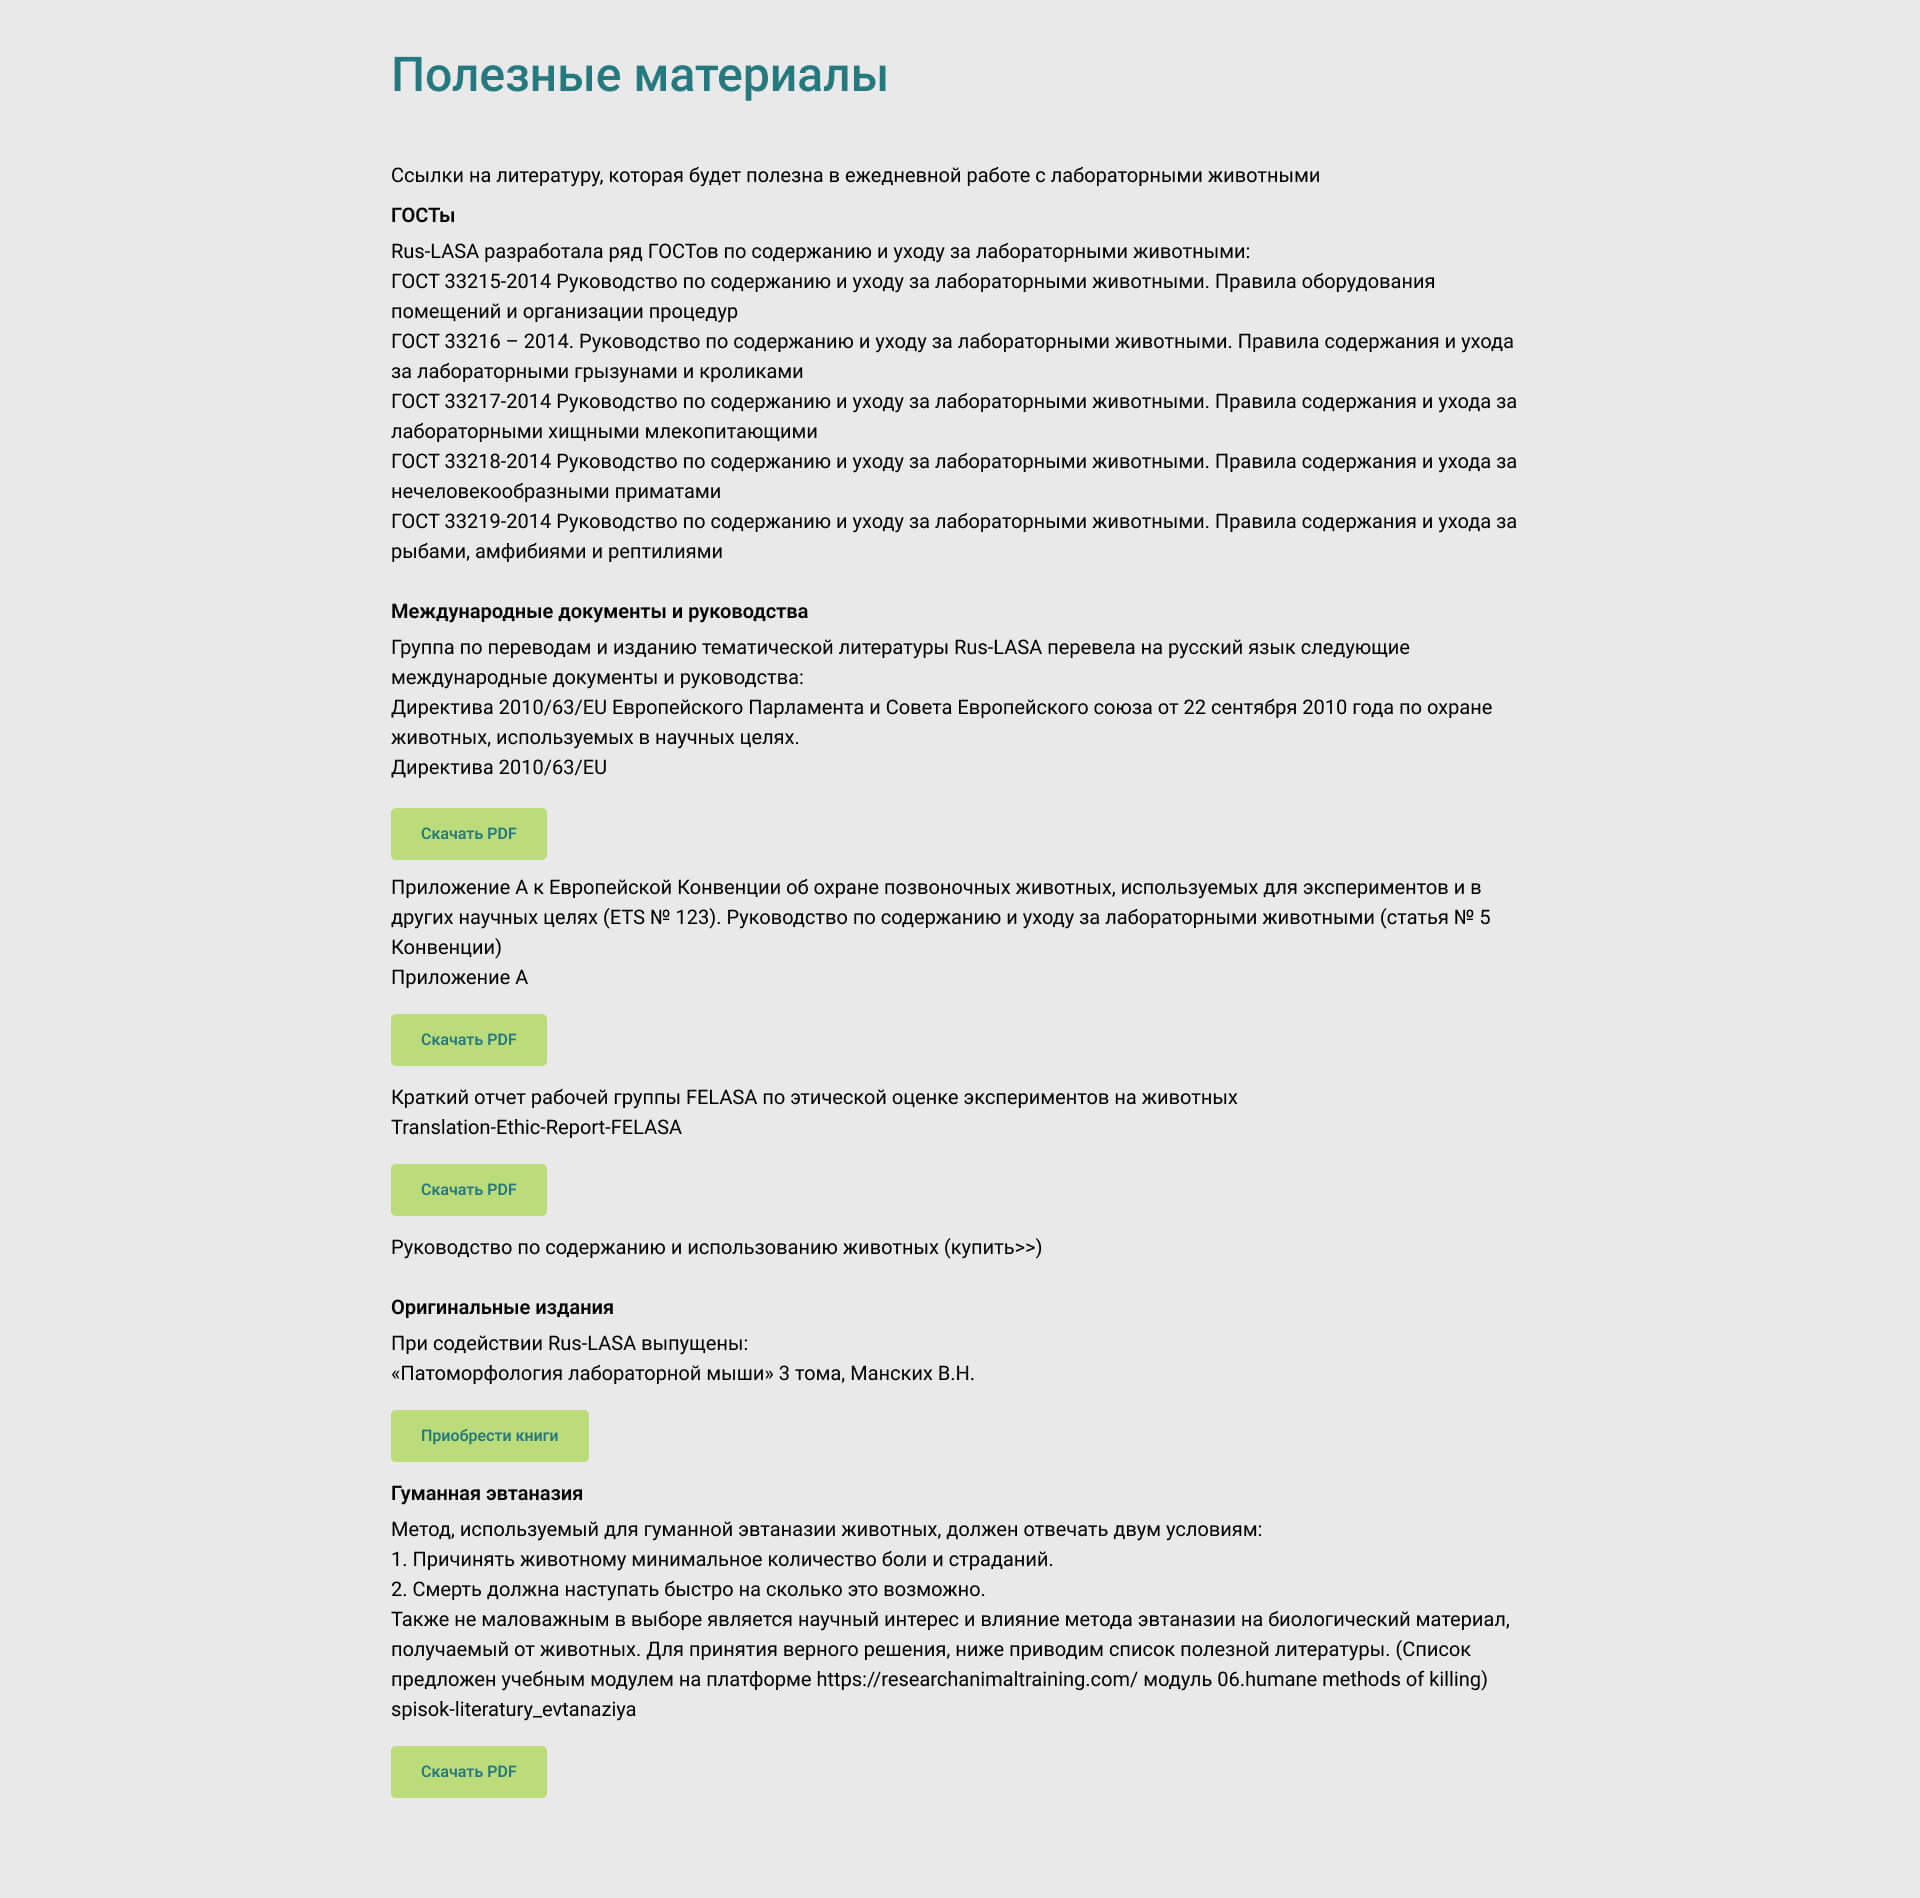 Полезные материалы
Ссылки на литературу, которая будет полезна в ежедневной работе с лабораторными животными
ГОСТы
Rus-LASA разработала ряд ГОСТов по содержанию и уходу за лабораторными животными:
ГОСТ 33215-2014 Руководство по содержанию и уходу за лабораторными животными. Правила оборудования
помещений и организации процедур
ГОСТ 33216 – 2014. Руководство по содержанию и уходу за лабораторными животными. Правила содержания и ухода
за лабораторными грызунами и кроликами
ГОСТ 33217-2014 Руководство по содержанию и уходу за лабораторными животными. Правила содержания и ухода за
лабораторными хищными млекопитающими
ГОСТ 33218-2014 Руководство по содержанию и уходу за лабораторными животными. Правила содержания и ухода за
нечеловекообразными приматами
ГОСТ 33219-2014 Руководство по содержанию и уходу за лабораторными животными. Правила содержания и ухода за
рыбами, амфибиями и рептилиями
Международные документы и руководства
Группа по переводам и изданию тематической литературы Rus-LASA перевела на русский язык следующие
международные документы и руководства:
Директива 2010/63/EU Европейского Парламента и Совета Европейского союза от 22 сентября 2010 года по охране
животных, используемых в научных целях.
Директива 2010/63/EU
Скачать PDF
Приложение А к Европейской Конвенции об охране позвоночных животных, используемых для экспериментов и в
других научных целях (ETS № 123). Руководство по содержанию и уходу за лабораторными животными (статья № 5
Конвенции)
Приложение А
Скачать PDF
Краткий отчет рабочей группы FELASA по этической оценке экспериментов на животных
Translation-Ethic-Report-FELASA
Скачать PDF
Руководство по содержанию и использованию животных (купить>>)
Оригинальные издания
При содействии Rus-LASA выпущены:
«Патоморфология лабораторной мыши» 3 тома, Манских В.Н.
Приобрести книги
Гуманная эвтаназия
Метод, используемый для гуманной эвтаназии животных, должен отвечать двум условиям:
1. Причинять животному минимальное количество боли и страданий.
2. Смерть должна наступать быстро на сколько это возможно.
Также не маловажным в выборе является научный интерес и влияние метода эвтаназии на биологический материал,
получаемый от животных. Для принятия верного решения, ниже приводим список полезной литературы. (Список
предложен учебным модулем на платформе https://researchanimaltraining.com/ модуль 06.humane methods of killing)
spisok-literatury_evtanaziya
Скачать PDF